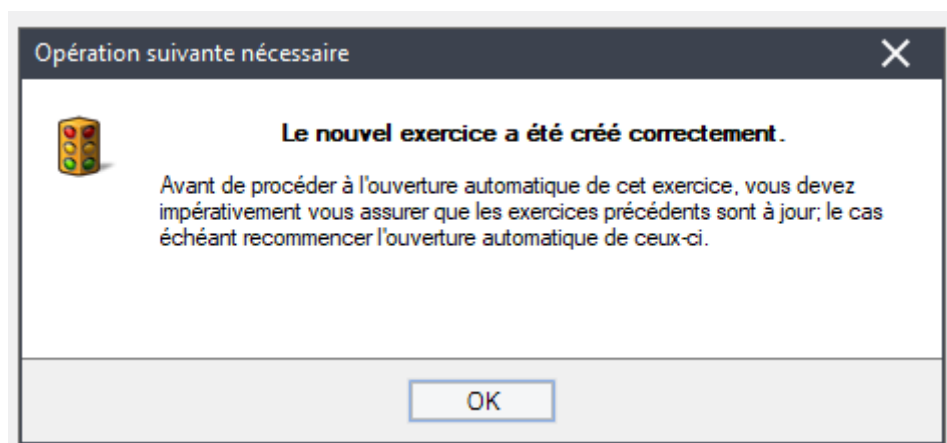 Opération suivante nécessaire
Le nouvel exercice a été créé correctement.
Avant de procéder à l'ouverture automatique de cet exercice, vous devez
impérativement vous assurer que les exercices précédents sont à jour; le cas
échéant recommencer l'ouverture automatique de ceux-ci.
OK